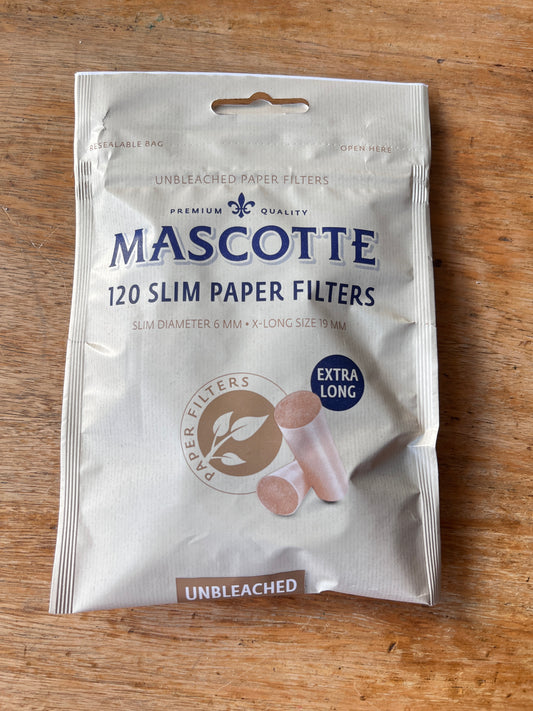 RESEALABLE BAG
OPEN HERE
UNBLEACHED PAPER FILTERS
PREMIUM QUALITY
MASCOTTE
120 SLIM PAPER FILTERS
SLIM DIAMETER 6 MM • X-LONG SIZE 19 MM
EXTRA
LONG
PAPER FILTERS
UNBLEACHED